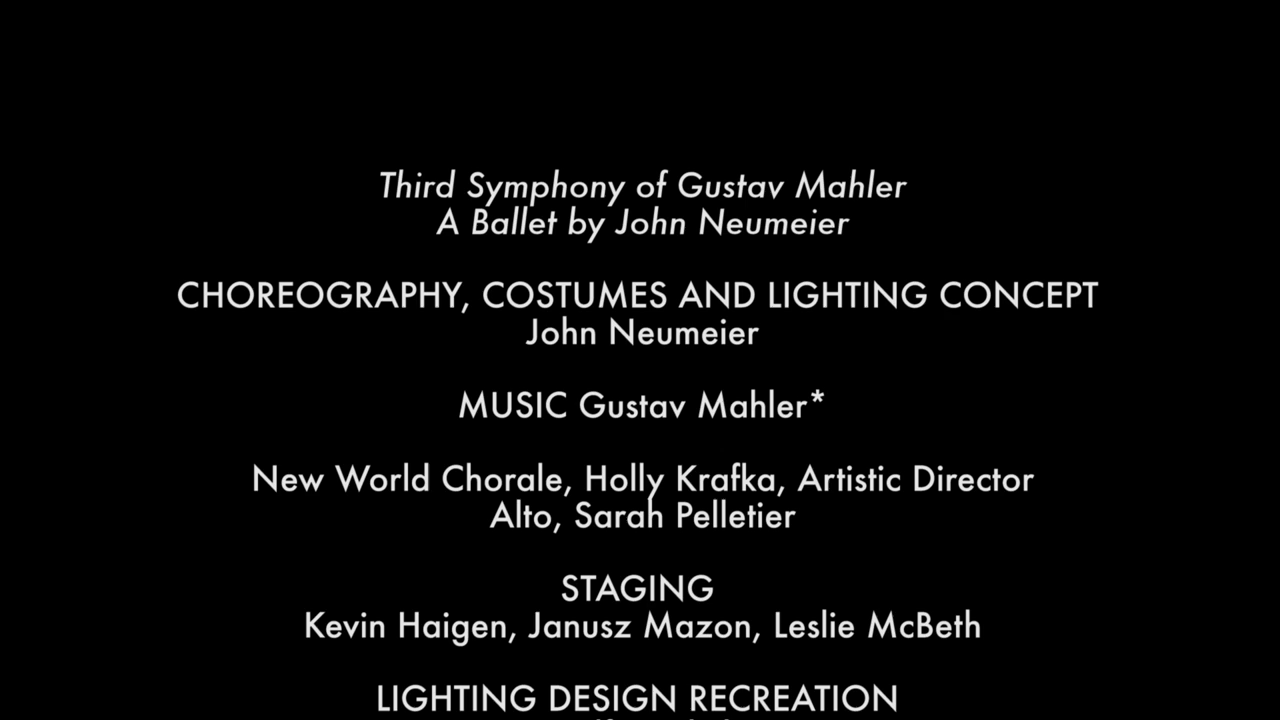 Third Symphony of Gustav Mahler
A Ballet by John Neumeier
CHOREOGRAPHY, COSTUMES AND LIGHTING CONCEPT
John Neumeier
MUSIC Gustav Mahler*
New World Chorale, Holly Krafka, Artistic Director
Alto, Sarah Pelletier
STAGING
Kevin Haigen, Janusz Mazon, Leslie McBeth
LIGHTING DESIGN RECREATION